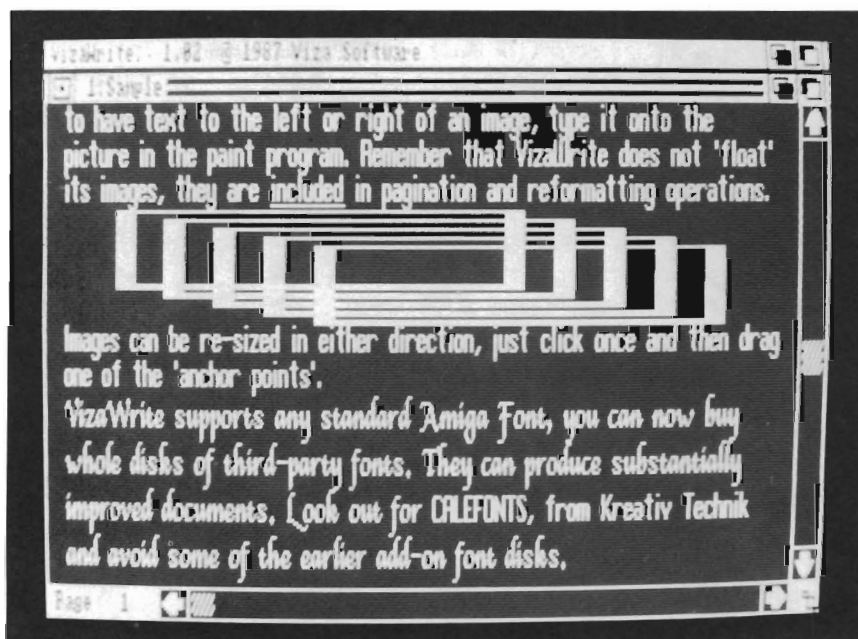 VizaWrite. 1.02 © 1987 Viza Software
1:Sample
to have text to the left or right of an image, type it onto the
picture in the paint program. Remember that VizaWrite does not 'float'
its images, they are included in pagination and reformatting operations.
Images can be re-sized in either direction, just click once and then drag
one of the 'anchor points'.
VizaWrite supports any standard Amiga Font, you can now buy
whole disks of third-party fonts. They can produce substantially
improved documents. Look out for CALEFONTS, from Kreativ Technik
and avoid some of the earlier add-on font disks.
Page 1